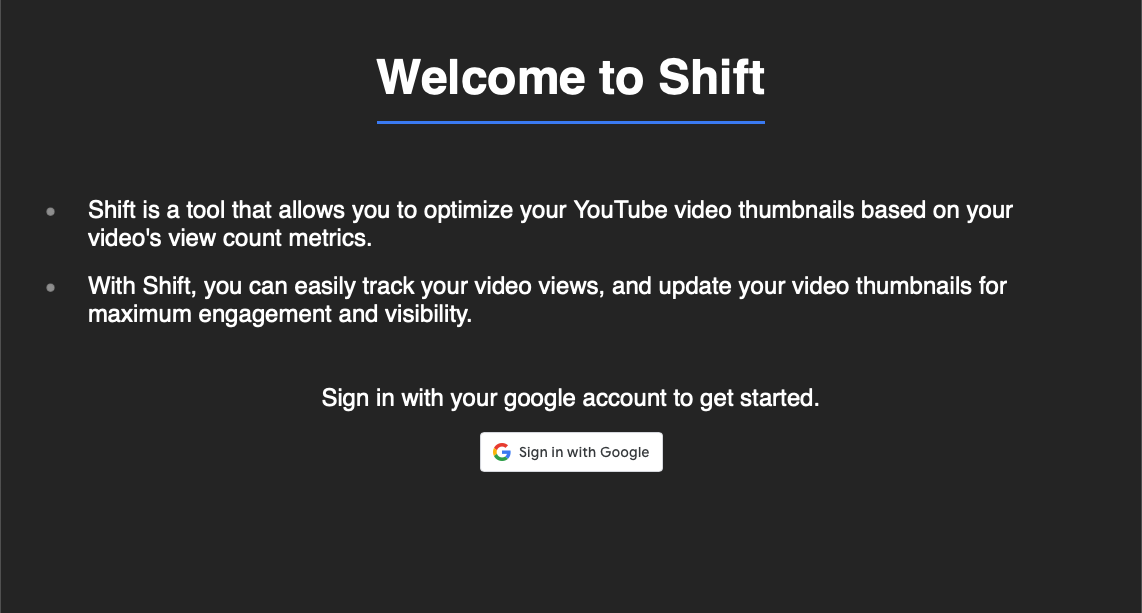 Welcome to Shift
Shift is a tool that allows you to optimize your YouTube video thumbnails based on your
video's view count metrics.
With Shift, you can easily track your video views, and update your video thumbnails for
maximum engagement and visibility.
Sign in with your google account to get started.
Sign in with Google